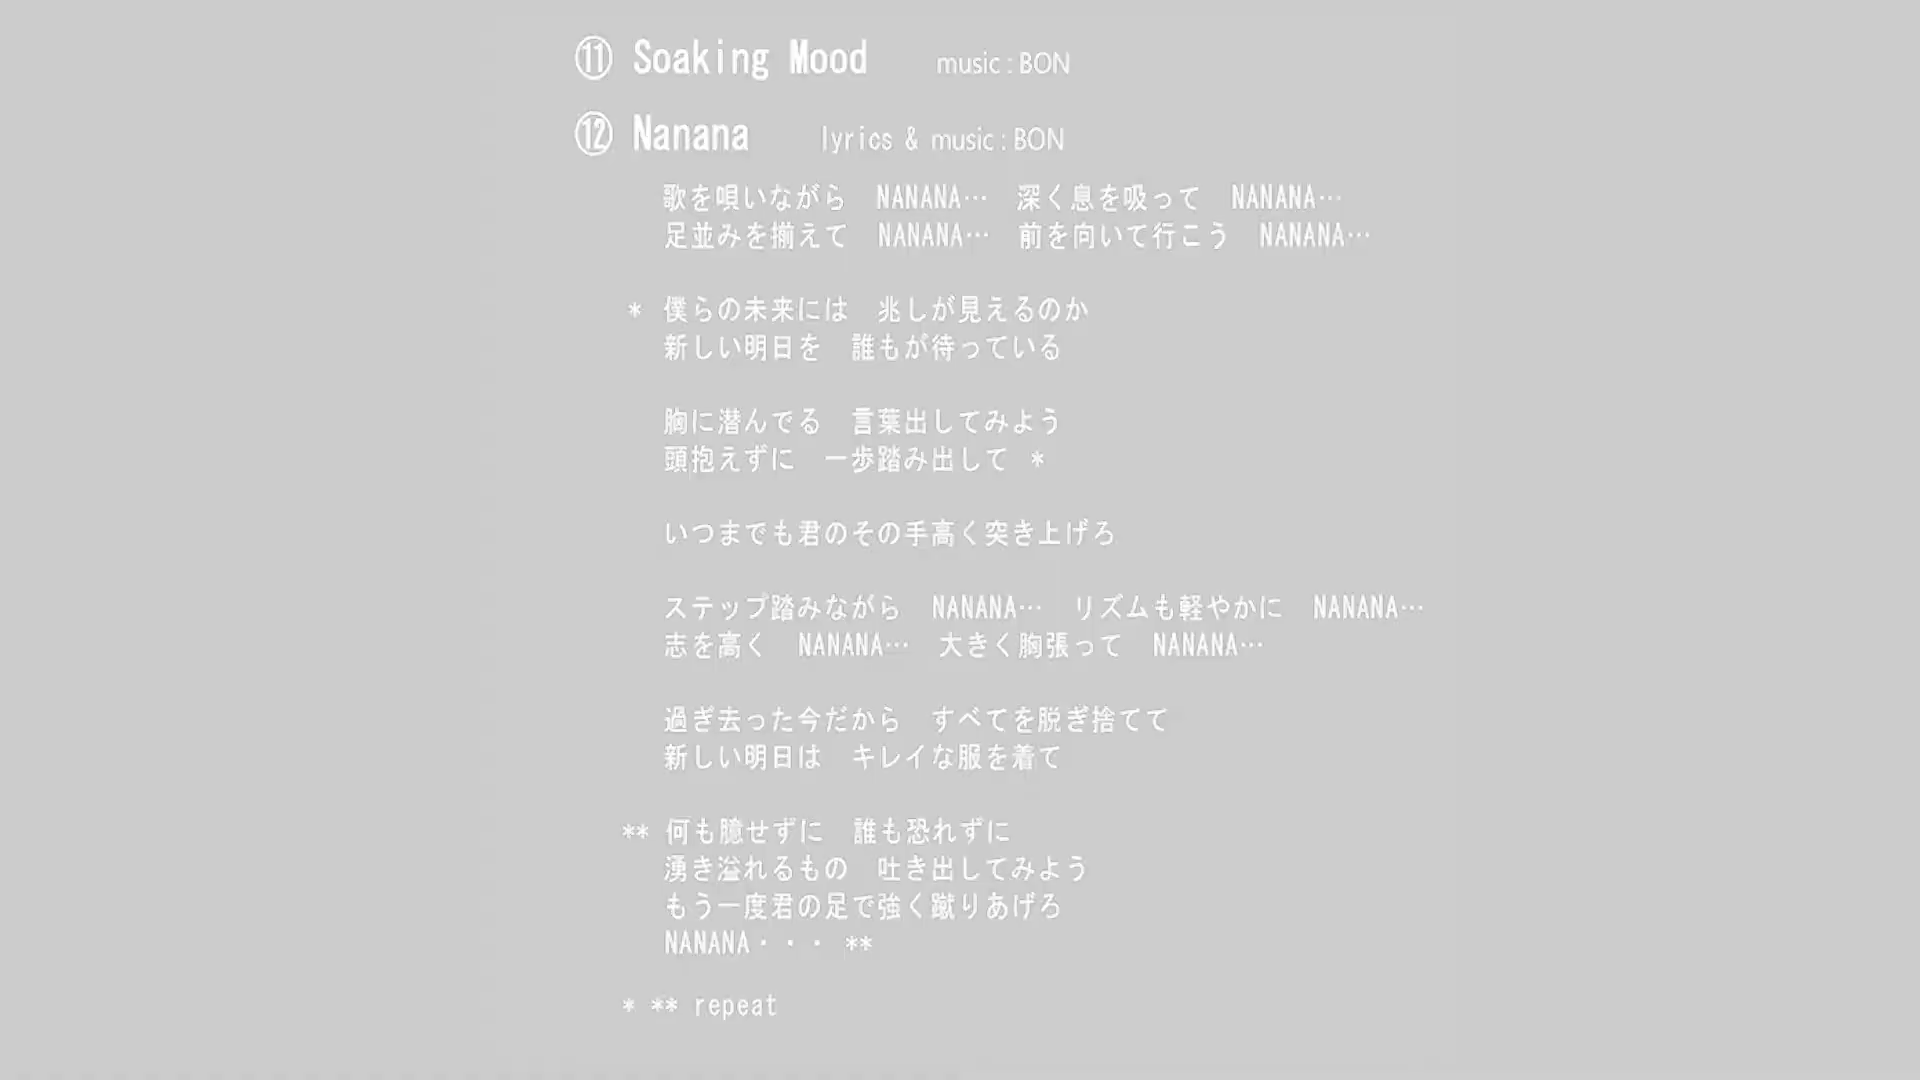 ⑪ Soaking Mood music : BON
⑫ Nanana lyrics & music : BON
歌を唄いながら NANANA… 深く息を吸って NANANA…
足並みを揃えて NANANA… 前を向いて行こう NANANA…
* 僕らの未来には 兆しが見えるのか
新しい明日を 誰もが待っている
胸に潜んでる 言葉出してみよう
頭抱えずに 一歩踏み出して *
いつまでも君のその手高く突き上げろ
ステップ踏みながら NANANA… リズムも軽やかに NANANA…
志を高く NANANA… 大きく胸張って NANANA…
過ぎ去った今だから すべてを脱ぎ捨てて
新しい明日は キレイな服を着て
** 何も臆せずに 誰も恐れずに
湧き溢れるもの 吐き出してみよう
もう一度君の足で強く蹴りあげろ
NANANA・・・ **
* ** repeat